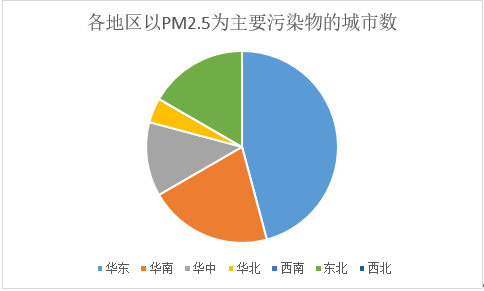 各地区以PM2.5为主要污染物的城市数
华东 华南 华中 华北 西南 东北 西北